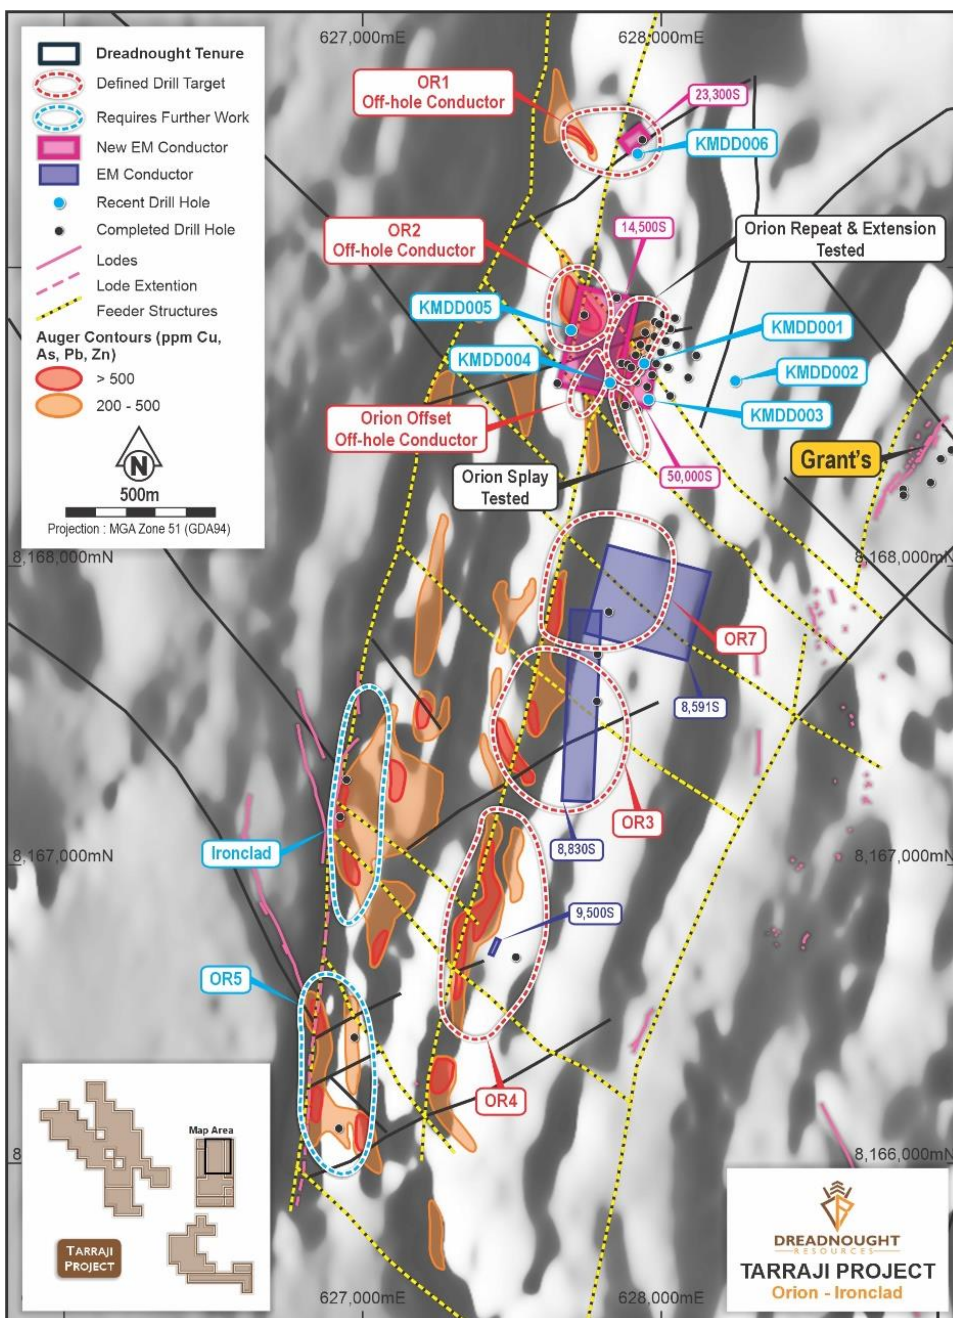 627,000mE
628,000mE
Dreadnought Tenure
Defined Drill Target
Requires Further Work
New EM Conductor
EM Conductor
Recent Drill Hole
Completed Drill Hole
Lodes
Lode Extention
Feeder Structures
Auger Contours (ppm Cu,
As, Pb, Zn)
> 500
200 - 500
N
500m
Projection : MGA Zone 51 (GDA94)
OR1
Off-hole Conductor
23,300S
KMDD006
OR2
Off-hole Conductor
14,500S
Orion Repeat & Extension
Tested
KMDD005
KMDD001
KMDD004
KMDD002
KMDD003
Orion Offset
Off-hole Conductor
Grant's
Orion Splay
Tested
50,000S
8,168,000mN
8,168,000mN
OR7
8,591S
OR3
8,830S
Ironclad
8,167,000mN
8,167,000mN
9,500S
OR5
OR4
8,166,000mN
Map Area
TARRAJI
PROJECT
DREADNOUGHT
RESOURCES
TARRAJI PROJECT
Orion - Ironclad
627,000mE
628,000mE